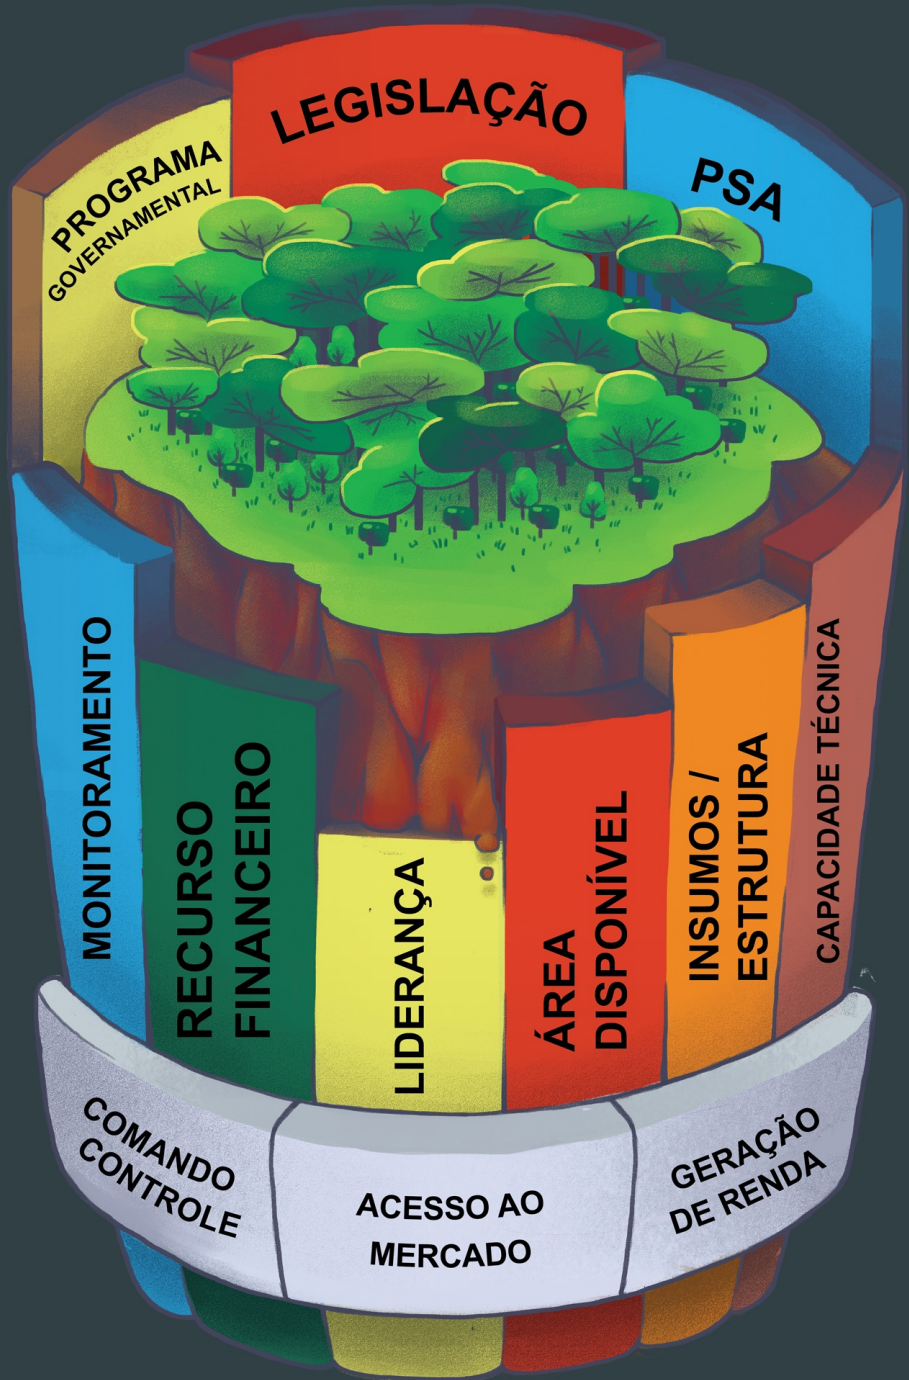 LEGISLAÇÃO
PROGRAMA
GOVERNAMENTAL
PSA
MONITORAMENTO
RECURSO
FINANCEIRO
LIDERANÇA
ÁREA
DISPONÍVEL
INSUMOS /
ESTRUTURA
CAPACIDADE TÉCNICA
COMANDO
CONTROLE
ACESSO AO
MERCADO
GERAÇÃO
DE RENDA